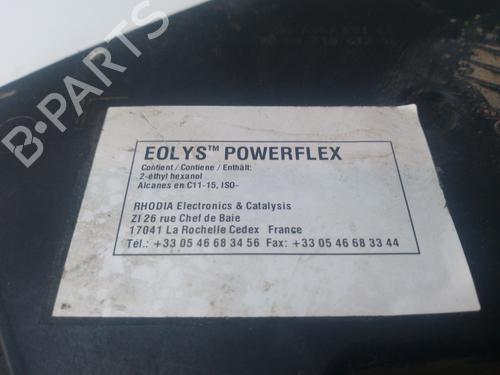 B-PARTS
EOLYS™ POWERFLEX
Contient / Contiene / Enthält:
2-éthyl hexanol
Alcanes en C11-15, ISO-
RHODIA Electronics & Catalysis
ZI 26 rue Chef de Baie
17041 La Rochelle Cedex France
Tél.: +33 05 46 68 34 56 Fax: +33 05 46 68 33 44